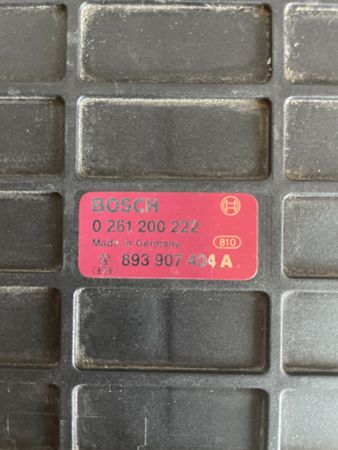 BOSCH
0 261 200 222
Made in Germany 810
893 907 404 A